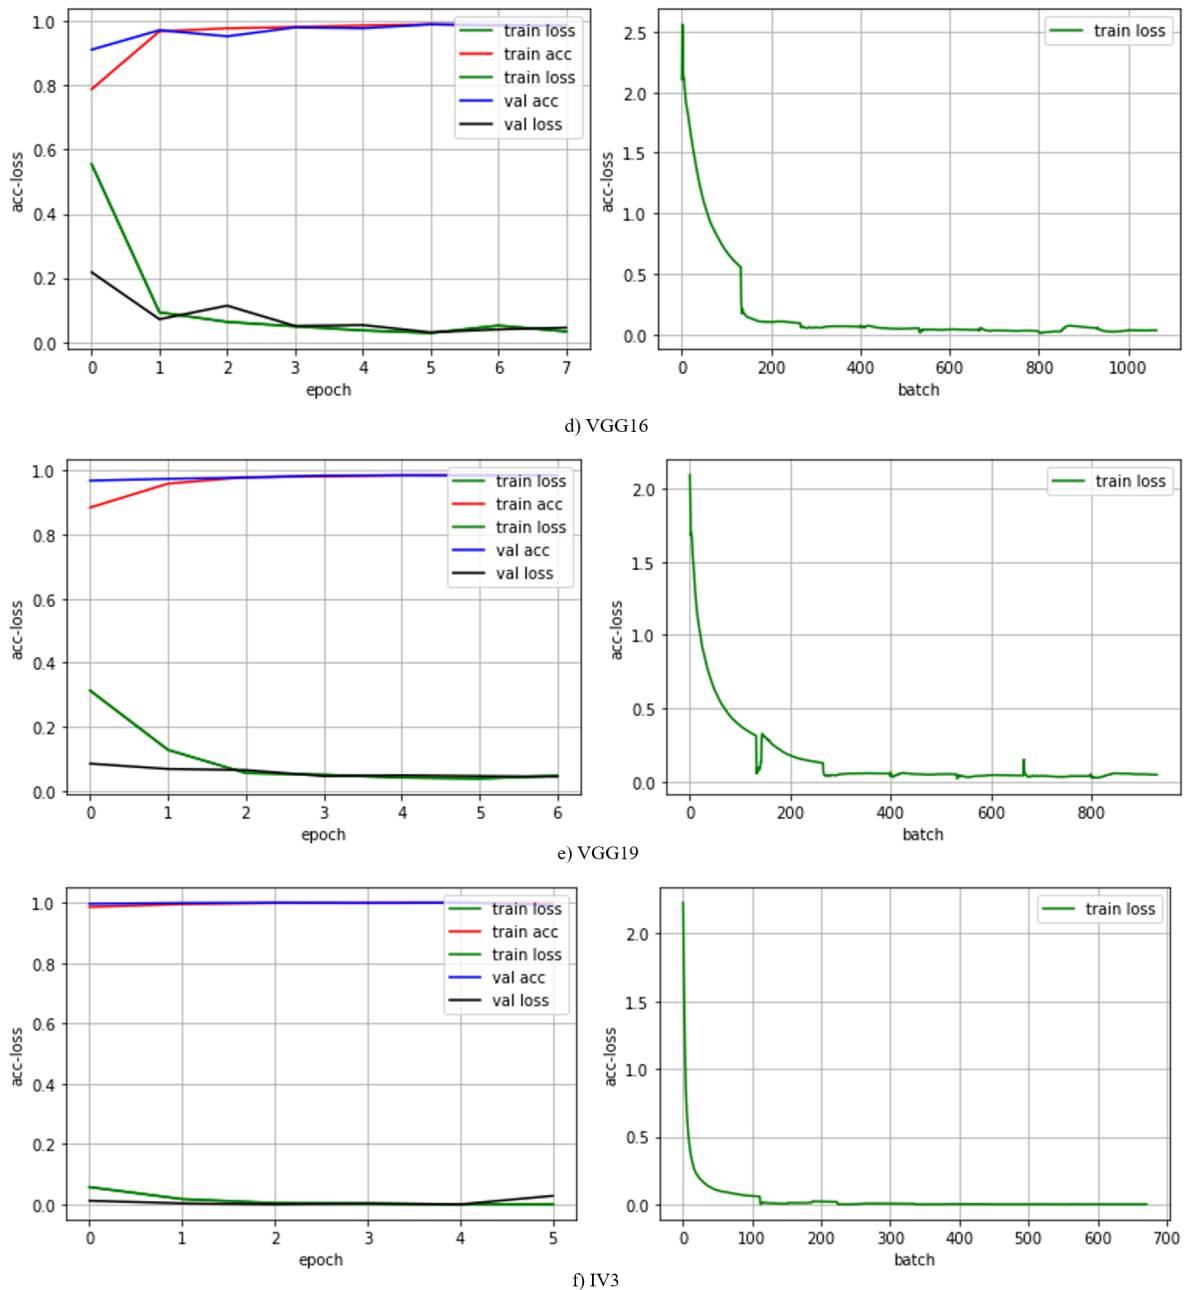 1.0
0.8
0.6
0.4
0.2
0.0
acc-loss
train loss
train acc
train loss
val acc
val loss
0 1 2 3 4 5 6 7
epoch
2.5
2.0
1.5
1.0
0.5
0.0
acc-loss
train loss
0 200 400 600 800 1000
batch
d) VGG16
1.0
0.8
0.6
0.4
0.2
0.0
acc-loss
train loss
train acc
train loss
val acc
val loss
0 1 2 3 4 5 6
epoch
2.0
1.5
1.0
0.5
0.0
acc-loss
train loss
0 200 400 600 800
batch
e) VGG19
1.0
0.8
0.6
0.4
0.2
0.0
acc-loss
train loss
train acc
train loss
val acc
val loss
0 1 2 3 4 5
epoch
2.0
1.5
1.0
0.5
0.0
acc-loss
train loss
0 100 200 300 400 500 600 700
batch
f) IV3